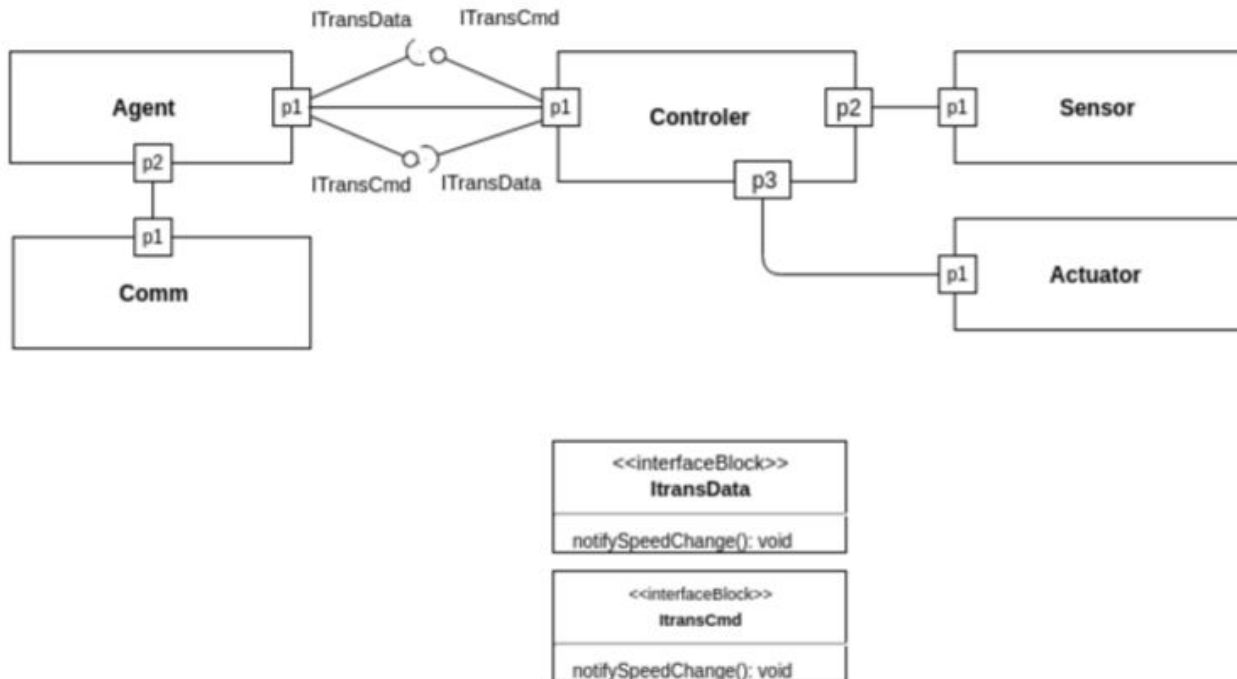 ITransData ITransCmd
Agent
p1
p1
Controler
p2
p1
Sensor
p2
ITransCmd ITransData
p3
p1
Comm
p1
Actuator
<<interfaceBlock>>
ItransData
notifySpeedChange(): void
<<interfaceBlock>>
ItransCmd
notifySpeedChange(): void